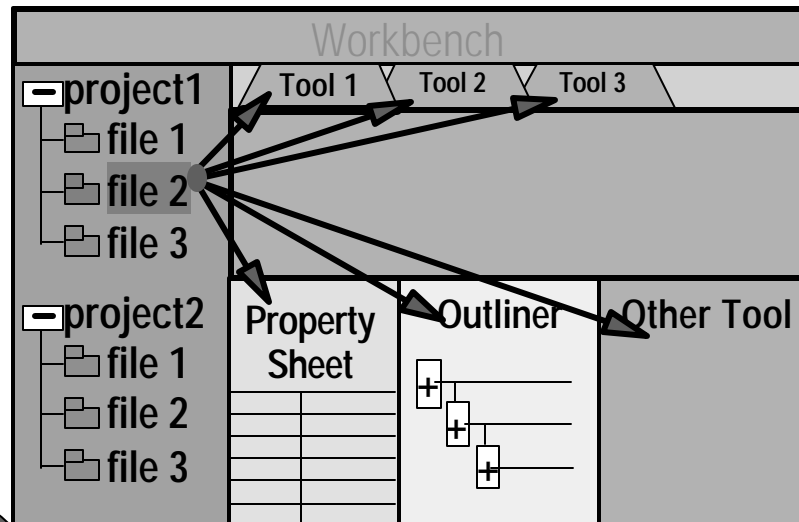 Workbench
Tool 1
Tool 2
Tool 3
project1
file 1
file 2
file 3
project2
file 1
file 2
file 3
Property
Sheet
Outliner
Other Tool